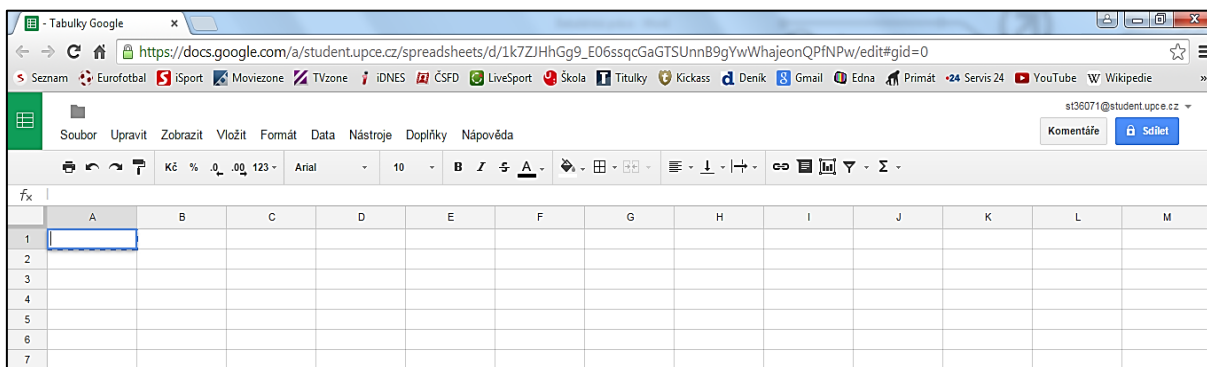 - Tabulky Google
https://docs.google.com/a/student.upce.cz/spreadsheets/d/1k7ZJHhGg9_E06ssqcGaGTSUnnB9gYwWhajeonQPfNPw/edit#gid=0
Seznam Eurofotbal iSport Moviezone TVzone iDNES ČSFD LiveSport Škola Titulky Kickass Deník Gmail Edna Primát Servis 24 YouTube Wikipedie »
st36071@student.upce.cz
Soubor Upravit Zobrazit Vložit Formát Data Nástroje Doplňky Nápověda Komentáře Sdílet
Kč % .0 .00 123 Arial 10 B I S A Σ
fx
A B C D E F G H I J K L M
1
2
3
4
5
6
7